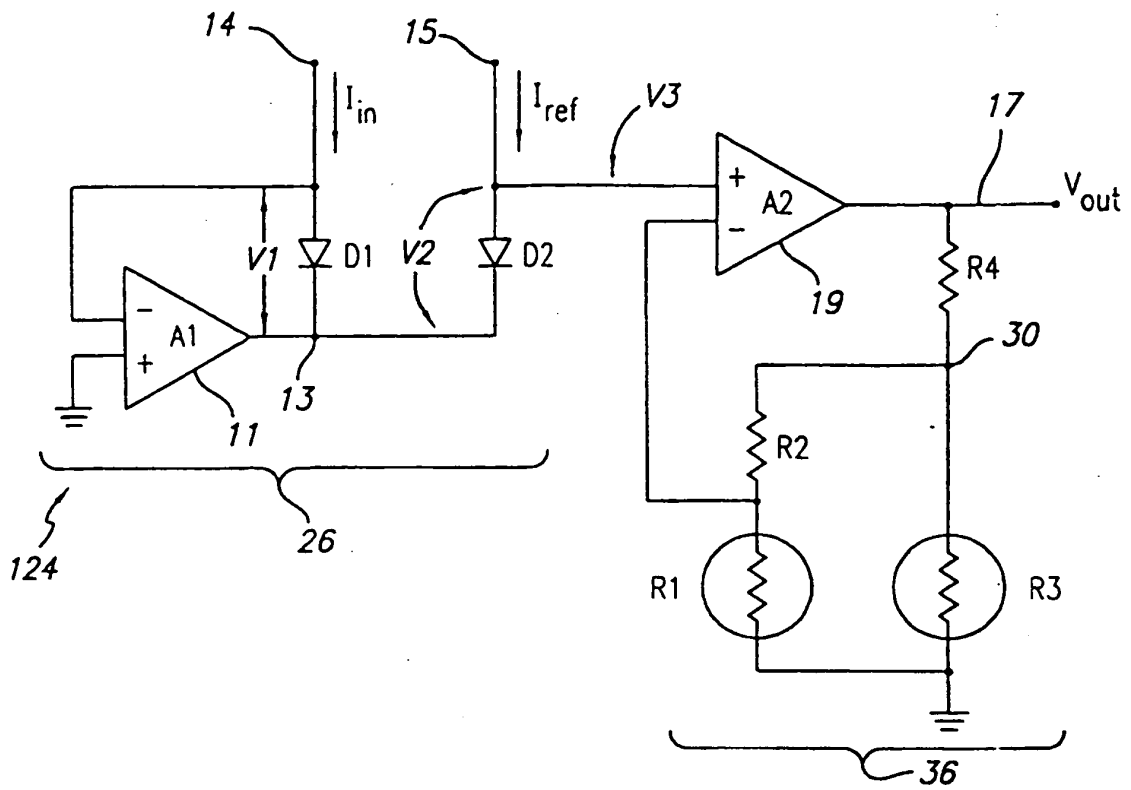 14
15
I_in
I_ref
V3
17
+
A2
−
V_out
V1
D1
V2
D2
19
R4
−
A1
+
30
13
11
R2
26
124
R1
R3
36